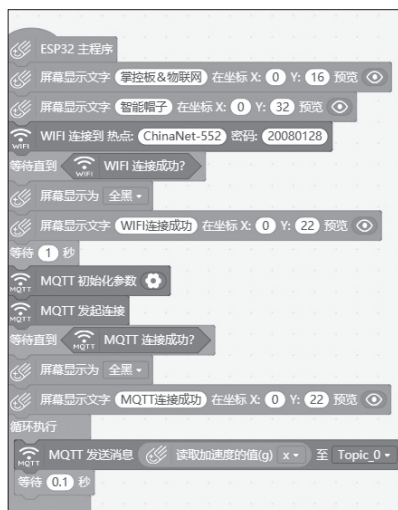 ESP32 主程序
屏幕显示文字 掌控板&物联网 在坐标 X: 0 Y: 16 预览
屏幕显示文字 智能帽子 在坐标 X: 0 Y: 32 预览
WIFI WIFI 连接到 热点: ChinaNet-552 密码: 20080128
等待直到 WIFI WIFI 连接成功?
屏幕显示为 全黑
屏幕显示文字 WIFI连接成功 在坐标 X: 0 Y: 22 预览
等待 1 秒
MQTT MQTT 初始化参数
MQTT MQTT 发起连接
等待直到 MQTT MQTT 连接成功?
屏幕显示为 全黑
屏幕显示文字 MQTT连接成功 在坐标 X: 0 Y: 22 预览
循环执行
MQTT MQTT 发送消息 读取加速度的值(g) x 至 Topic_0
等待 0.1 秒